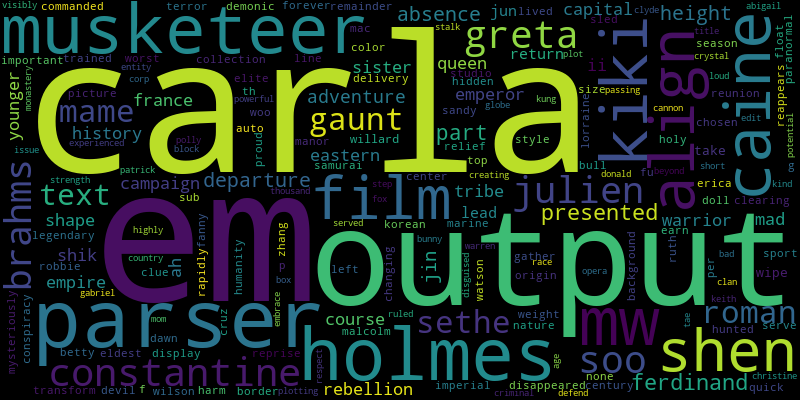 visibly commanded terror demonic forever remainder
musketeer absence jun lived capital clyde
important trained worst mac color stalk greta height abigail
younger monastery picture entity corp powerful collection elite line studio
carla
sister queen return plot ii size passing
delivery hidden emperor sandy globe
mame france th woo auto adventure gaunt
history proud polly block manor willard
experienced issue patrick strength samurai relief top
part season title crystal loud edit
reunion float paranormal reappears potential
kiki align caine
lorraine kung cannon chosen holy take
style bull donald fu beyond short g
brahms text campaign departure eastern center creating
tribe erica doll clearing kind
em film julien presented
sub step fox thousand served korean marine lead warrior mad
shape highly fanny
legendary shik robbie country clue ah rapidly humanity
zhang p box opera left bunny changing jin
disguised warren watson gather origin race nature
output
background ruth per earn bad sport wipe
empire gabriel mom cruz embrace
mysteriously conspiracy
parser course malcolm
holmes sethe mw roman
weight clan keith hunted serve
betty dawn display reprise respect ruled
eldest constantine age soo tae shen
transform devil f wilson harm border plotting
rebellion imperial disappeared century criminal defend none
ferdinand quick christine